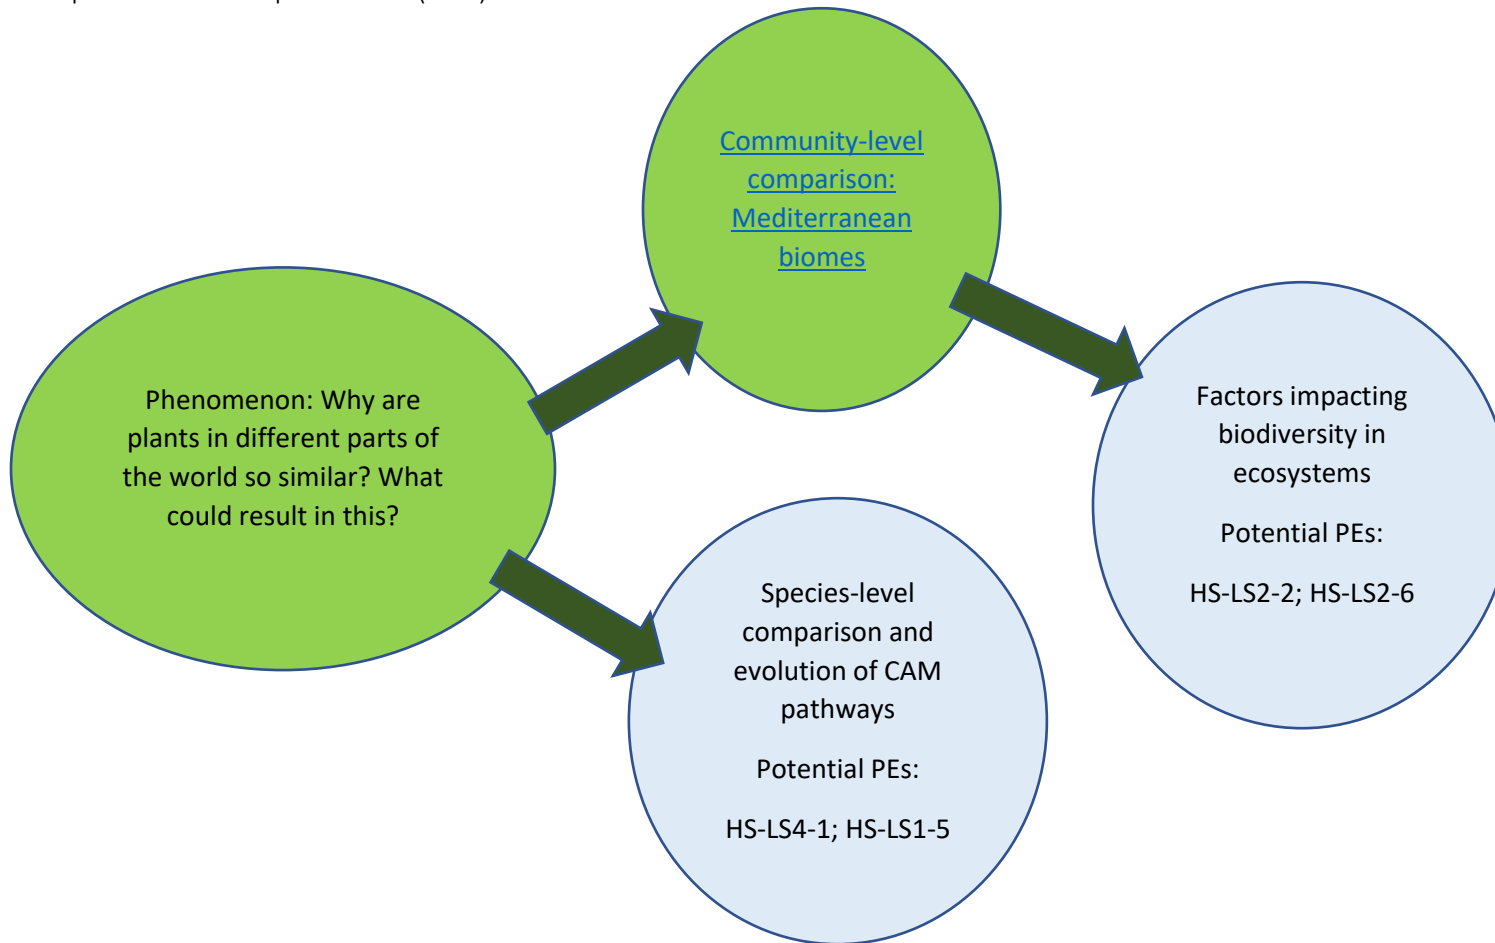 Community-level
comparison:
Mediterranean
biomes
Phenomenon: Why are
plants in different parts of
the world so similar? What
could result in this?
Factors impacting
biodiversity in
ecosystems
Potential PEs:
HS-LS2-2; HS-LS2-6
Species-level
comparison and
evolution of CAM
pathways
Potential PEs:
HS-LS4-1; HS-LS1-5